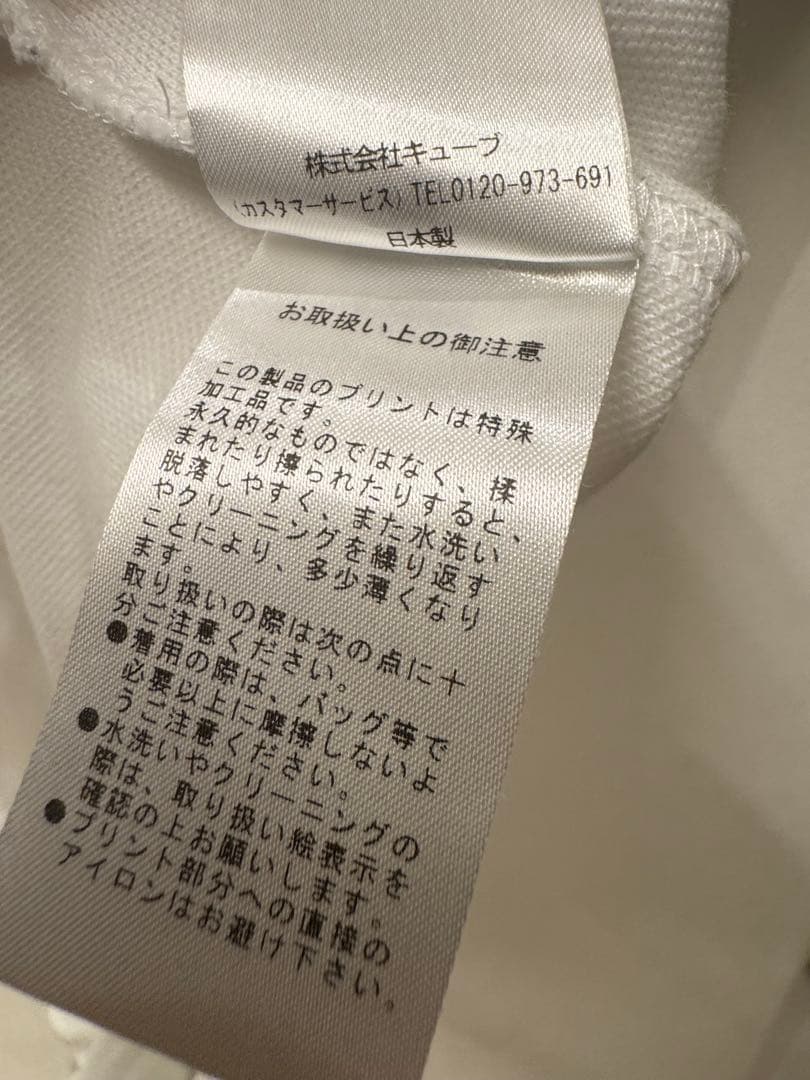 株式会社キューブ
(カスタマーサービス) TEL0120-973-691
日本製
お取扱い上の御注意
この製品のプリントは特殊
加工品です。
永久的なものではなく、揉
まれたり擦られたりすると、
脱落しやすく、また水洗い
やクリーニングを繰り返す
ことにより、多少薄くなり
ます。
取り扱いの際は次の点に十
分ご注意ください。
●着用の際は、バッグ等で
必要以上に摩擦しないよ
うご注意ください。
●水洗いやクリーニングの
際は、取り扱い絵表示を
確認の上お願いします。
●プリント部分への直接の
アイロンはお避け下さい。